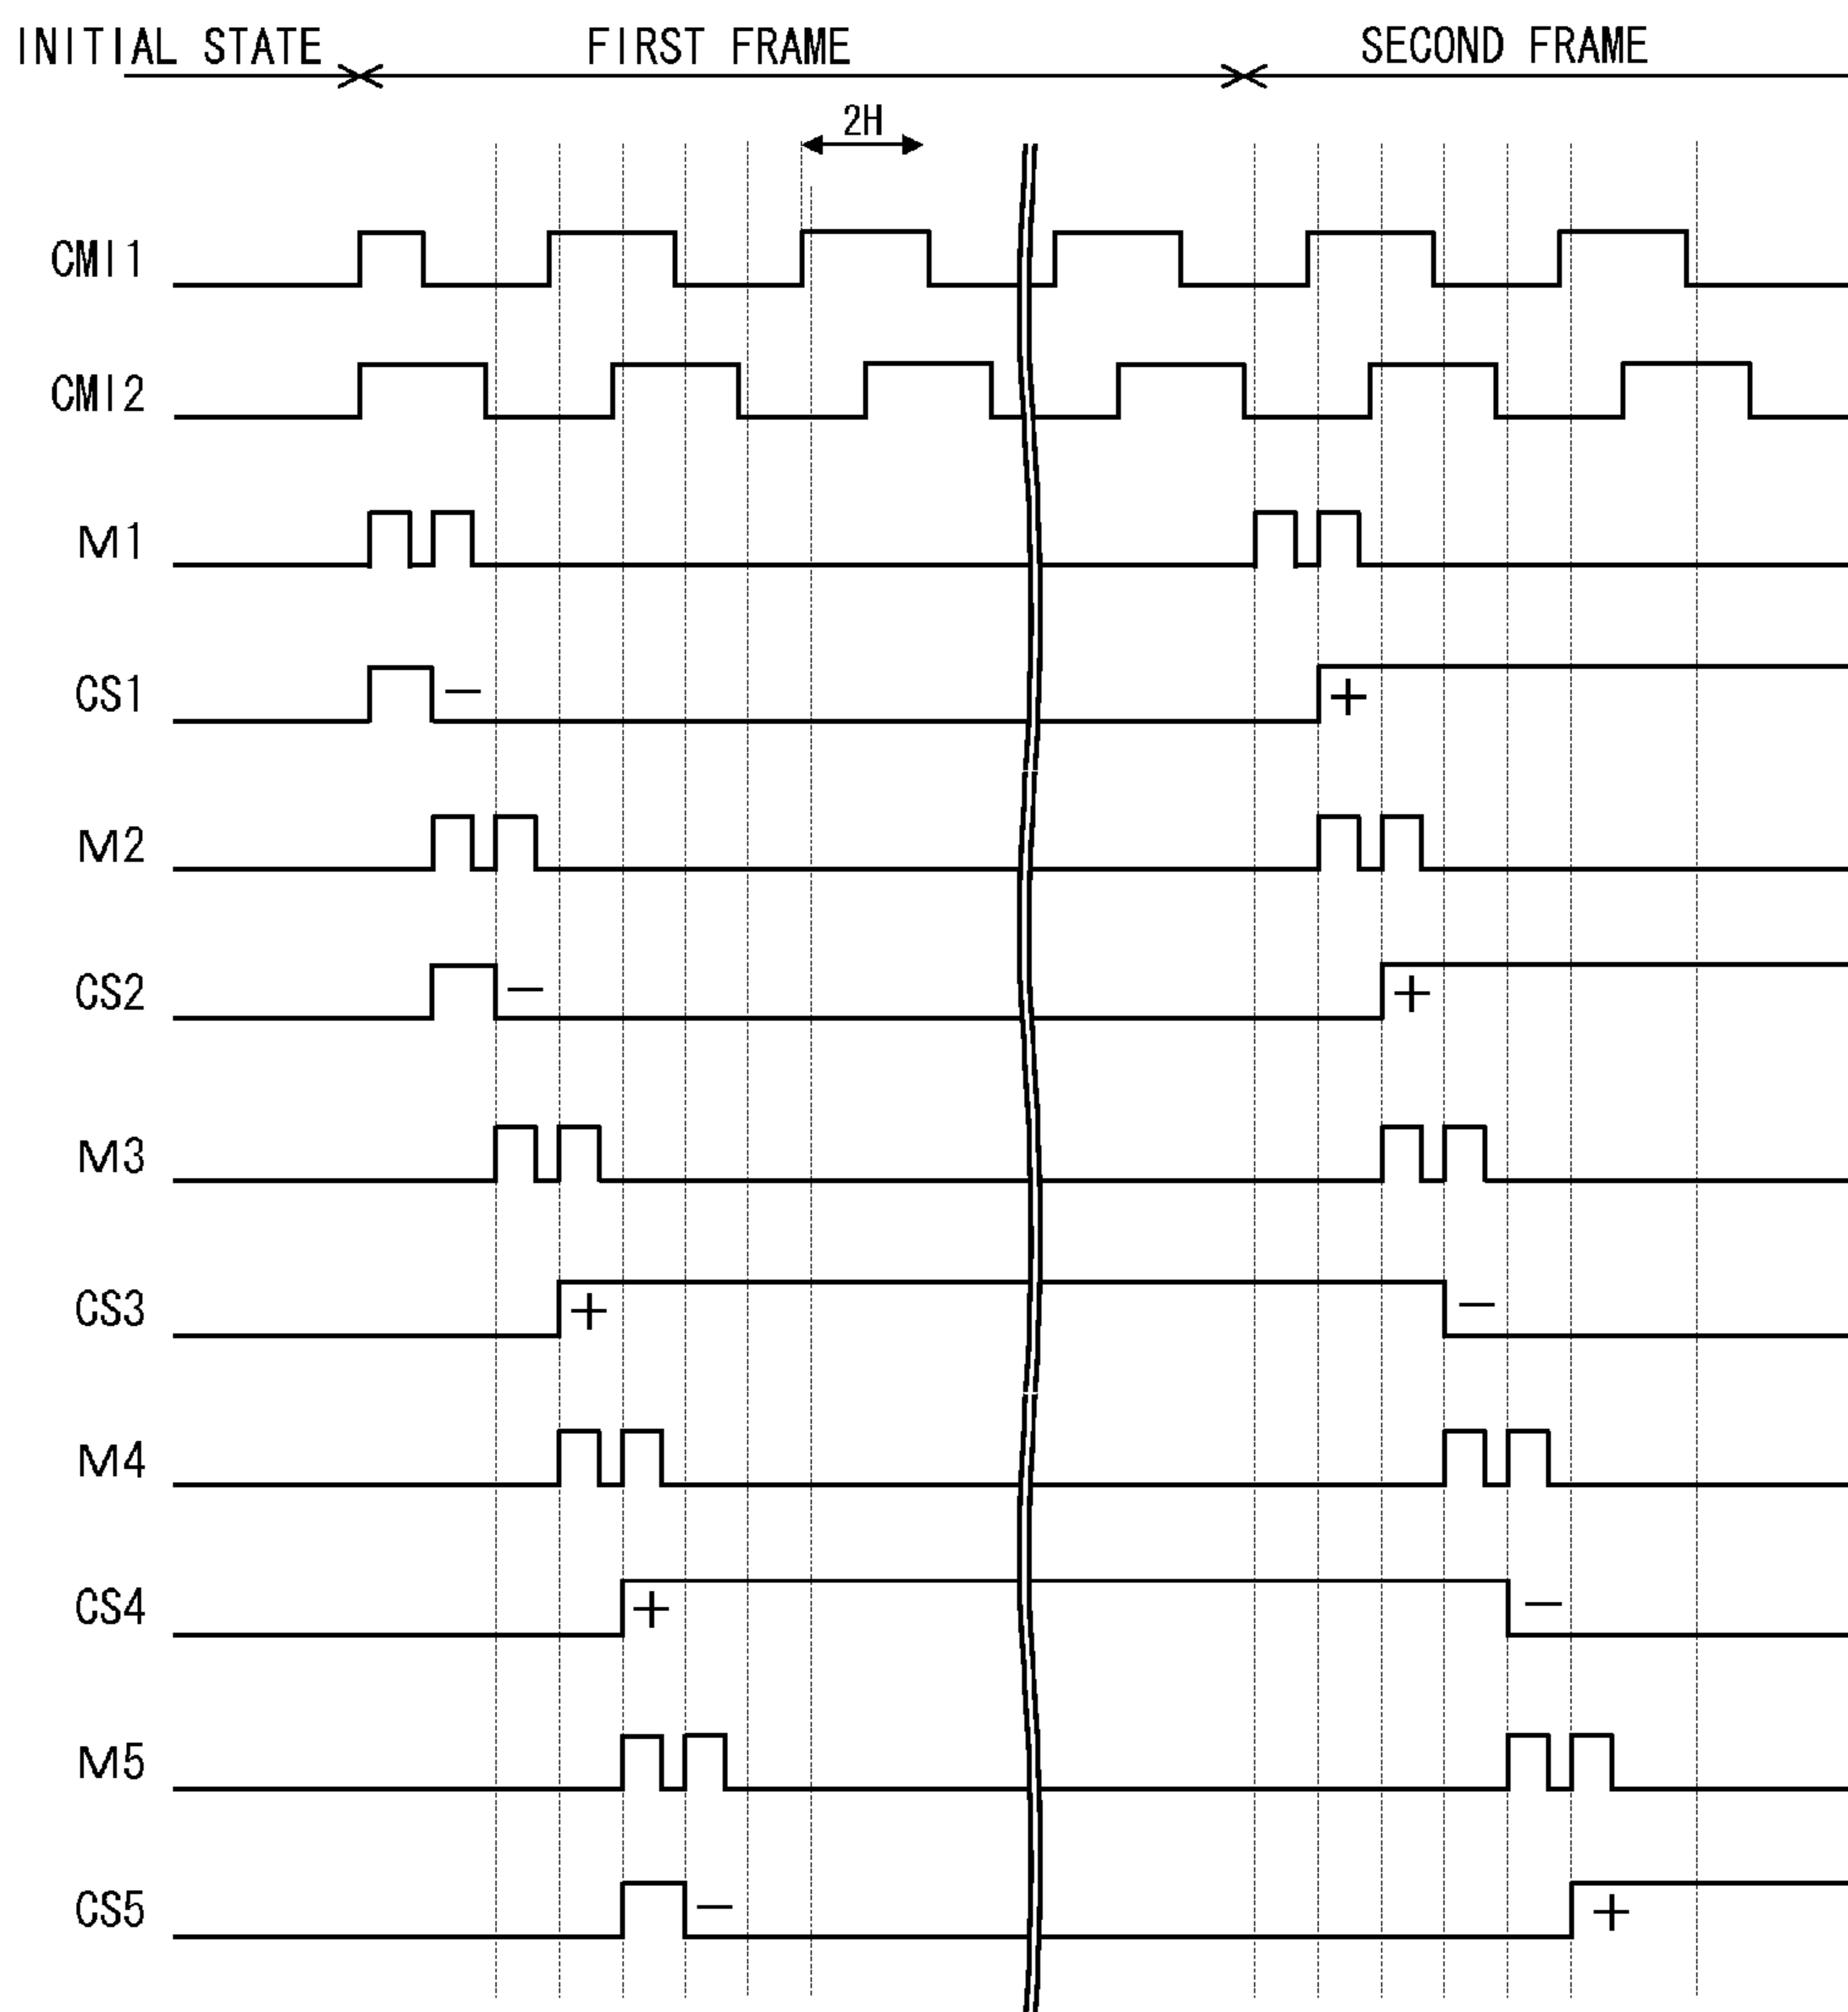 INITIAL STATE FIRST FRAME SECOND FRAME
2H
CMI1
CMI2
M1
CS1 − +
M2
CS2 − +
M3
CS3 + −
M4
CS4 + −
M5
CS5 − +